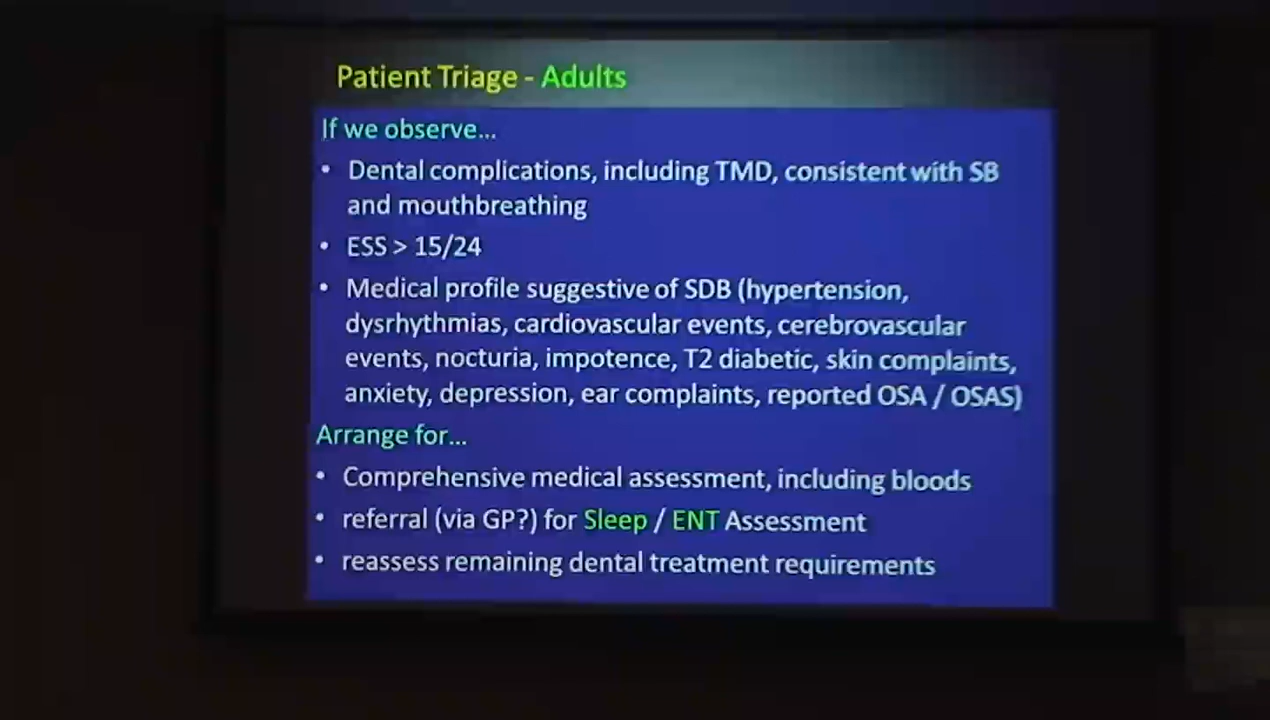 Patient Triage - Adults
If we observe...
• Dental complications, including TMD, consistent with SB
and mouthbreathing
• ESS > 15/24
• Medical profile suggestive of SDB (hypertension,
dysrhythmias, cardiovascular events, cerebrovascular
events, nocturia, impotence, T2 diabetic, skin complaints,
anxiety, depression, ear complaints, reported OSA / OSAS)
Arrange for...
• Comprehensive medical assessment, including bloods
• referral (via GP?) for Sleep / ENT Assessment
• reassess remaining dental treatment requirements